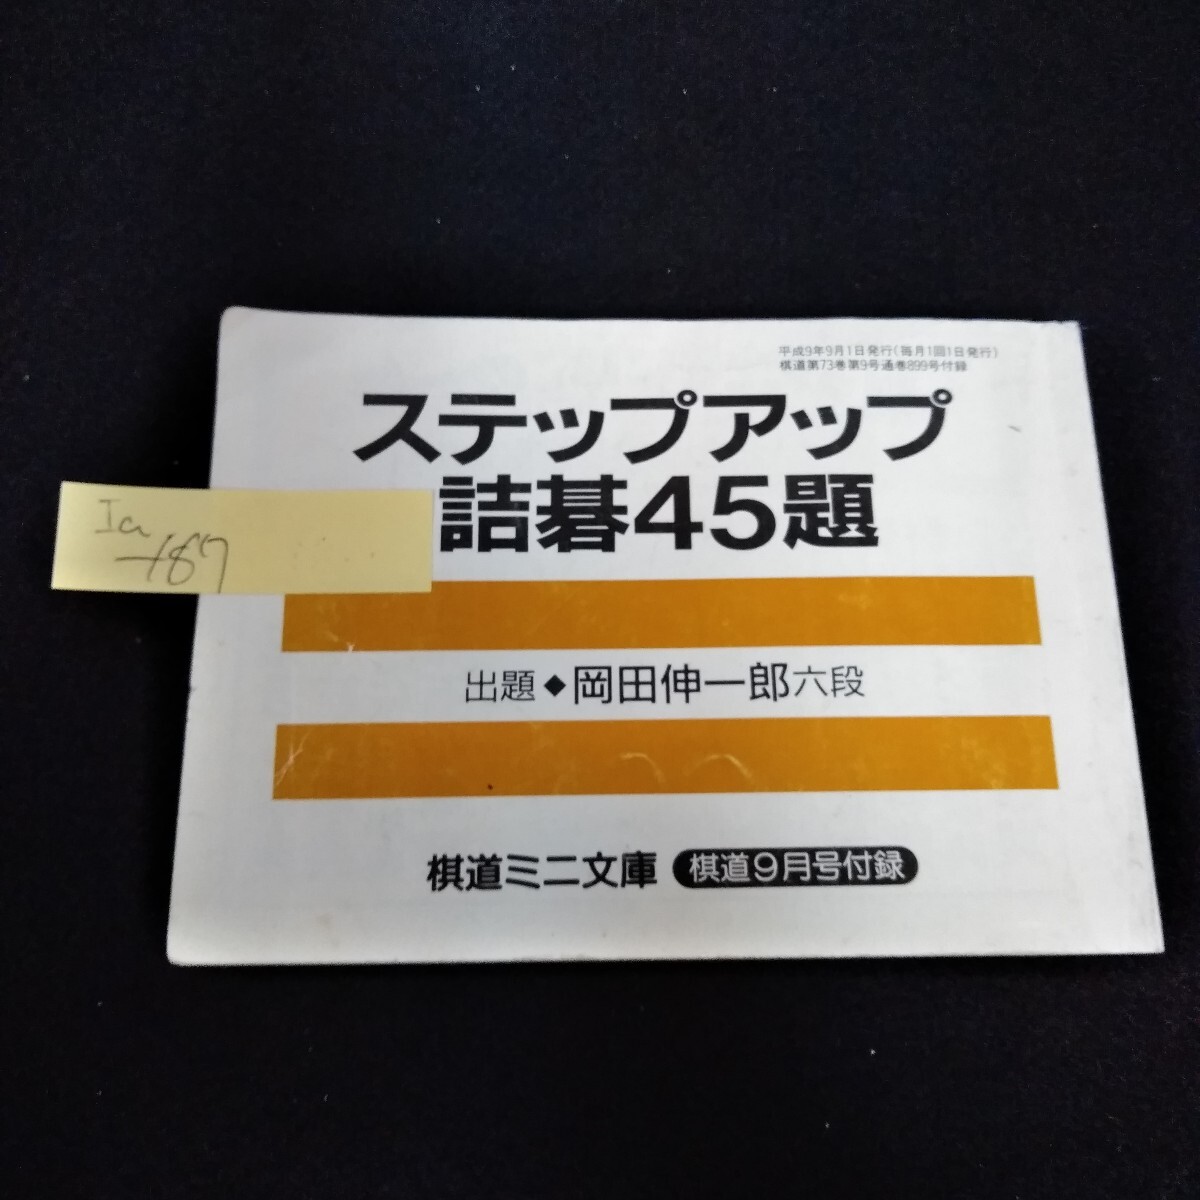 平成9年9月1日発行(毎月1回1日発行)
棋道第73巻第9号通巻899号付録
ステップアップ
詰碁45題
Ia
-187
出題◆岡田伸一郎六段
棋道ミニ文庫 棋道9月号付録